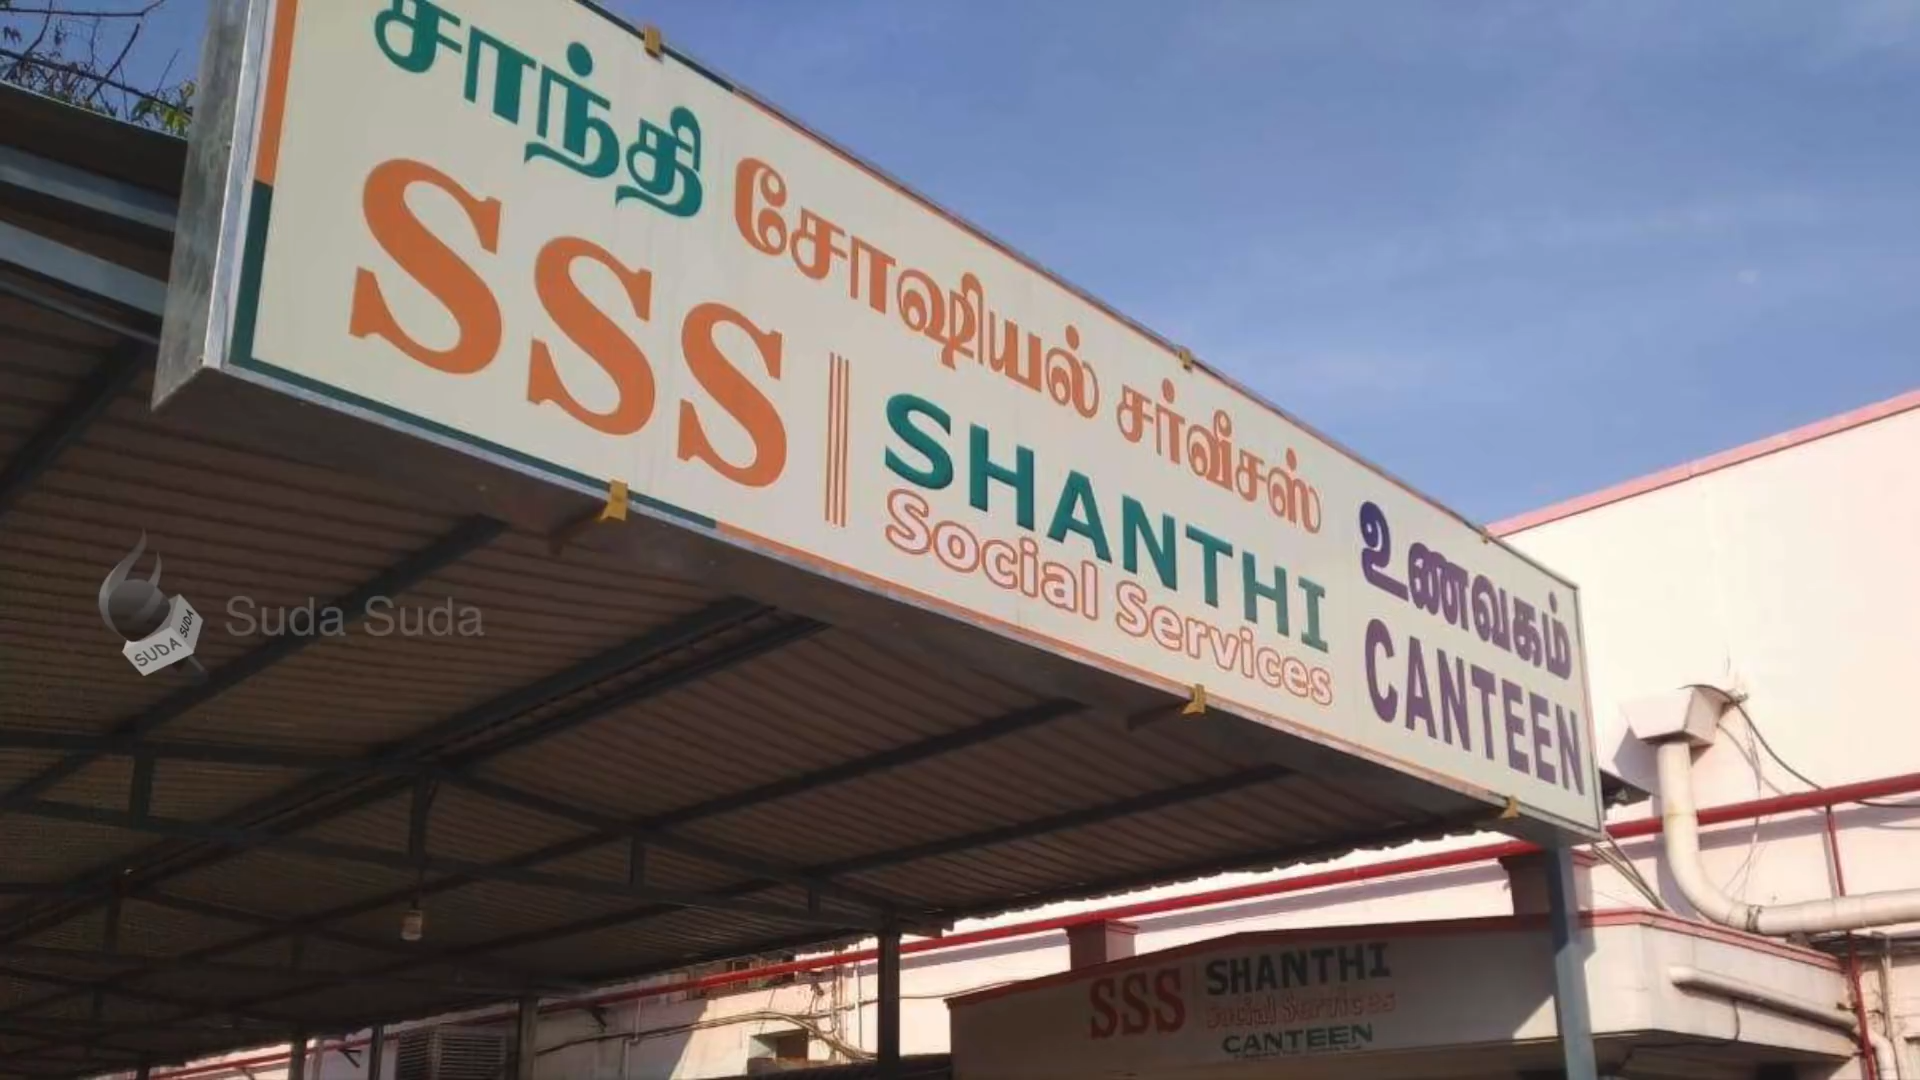 சாந்தி சோஷியல் சர்வீசஸ்
SSS
SHANTHI
Social Services
உணவகம்
CANTEEN
SUDA SUDA
Suda Suda
SSS
SHANTHI
Social Services
CANTEEN